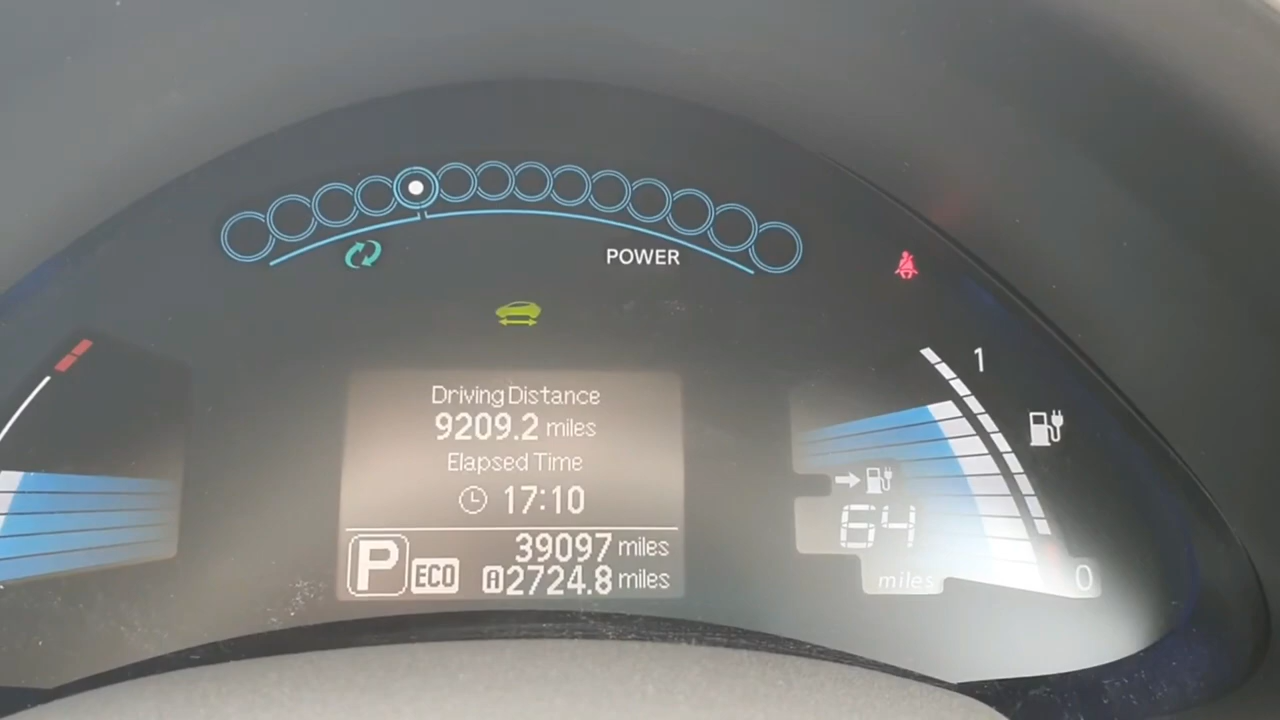 POWER
Driving Distance
9209.2 miles
Elapsed Time
17:10
P ECO 39097 miles
A 2724.8 miles
1
64
miles
0